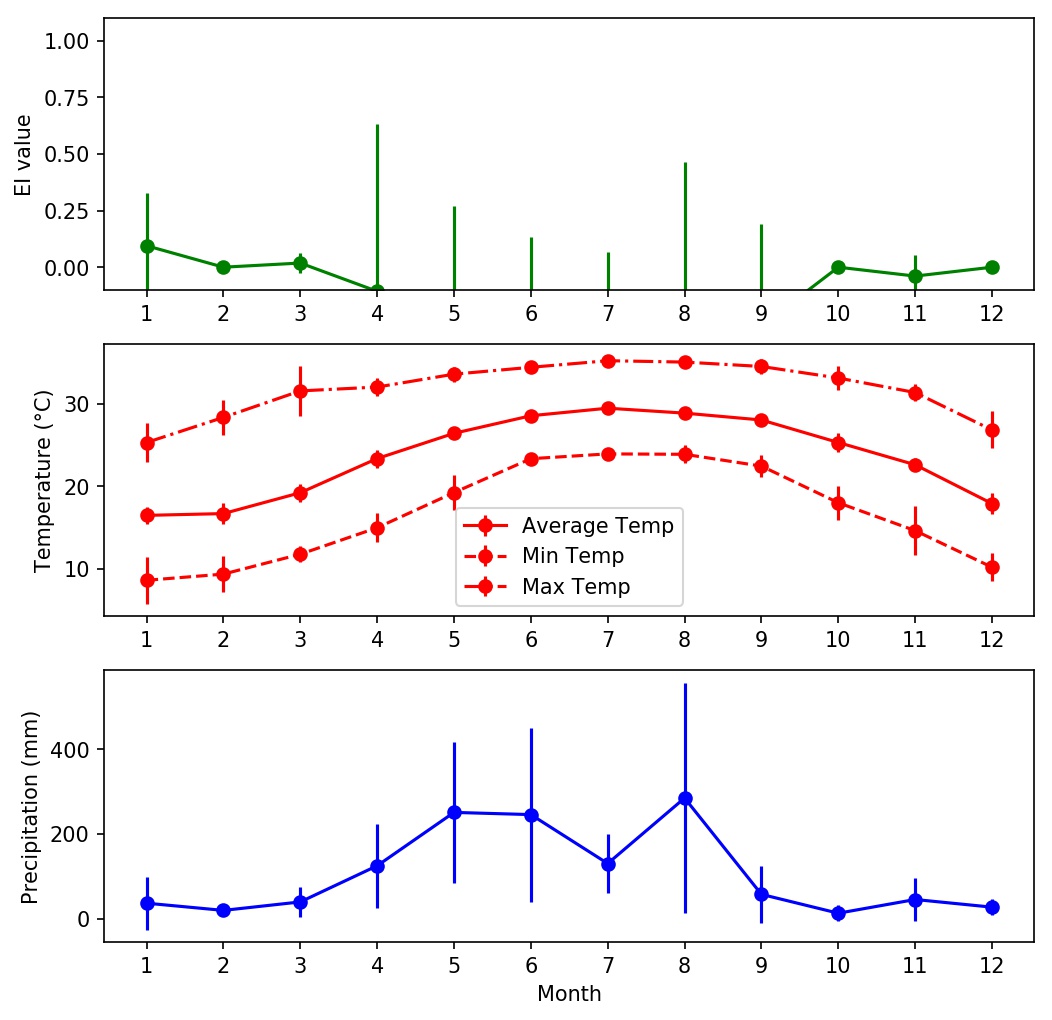 EI value
1.00
0.75
0.50
0.25
0.00
1 2 3 4 5 6 7 8 9 10 11 12
Temperature (°C)
30
20
10
Average Temp
Min Temp
Max Temp
1 2 3 4 5 6 7 8 9 10 11 12
Precipitation (mm)
400
200
0
1 2 3 4 5 6 7 8 9 10 11 12
Month